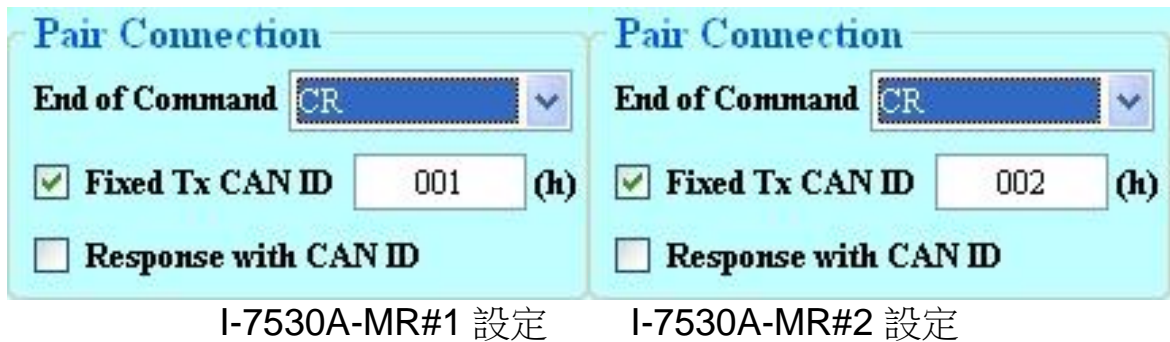 Pair Connection
End of Command CR
Fixed Tx CAN ID 001 (h)
Response with CAN ID
Pair Connection
End of Command CR
Fixed Tx CAN ID 002 (h)
Response with CAN ID
I-7530A-MR#1 設定
I-7530A-MR#2 設定